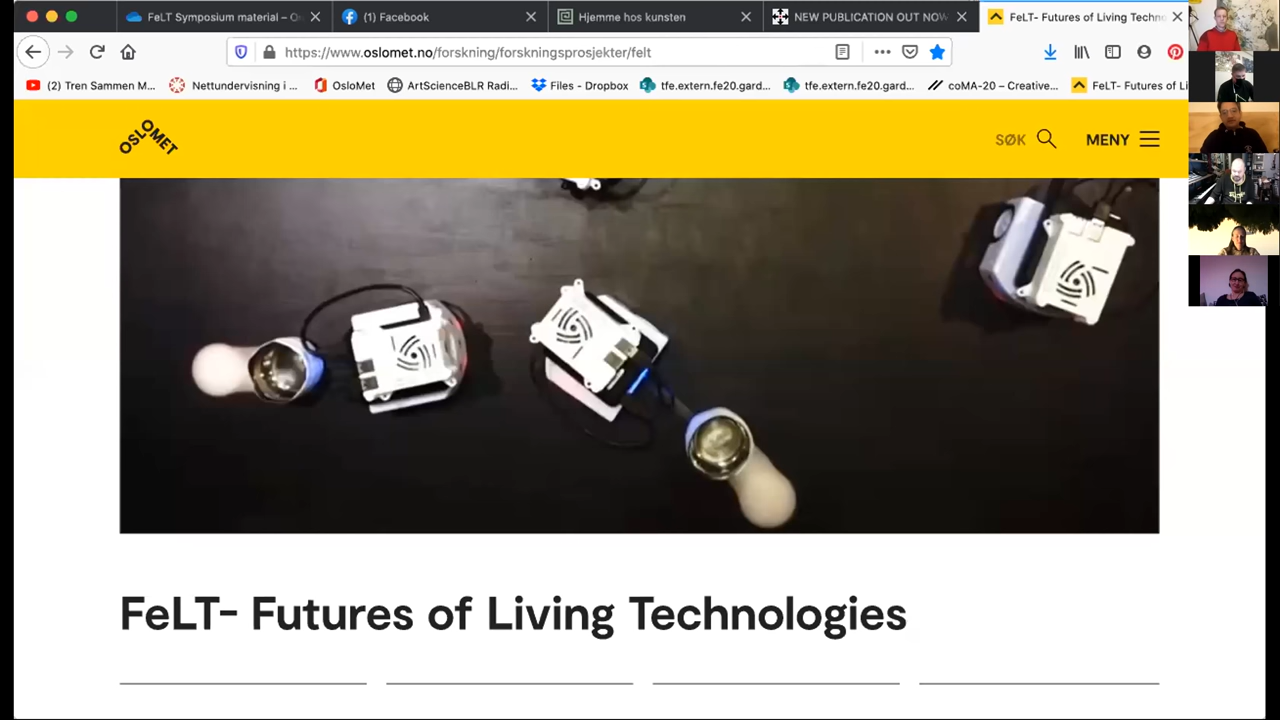 FeLT Symposium material – O
(1) Facebook
Hjemme hos kunsten
NEW PUBLICATION OUT NOW
FeLT- Futures of Living Techno
https://www.oslomet.no/forskning/forskningsprosjekter/felt
(2) Tren Sammen M...
Nettundervisning i ...
OsloMet
ArtScienceBLR Radi...
Files - Dropbox
tfe.extern.fe20.gard...
tfe.extern.fe20.gard...
coMA-20 – Creative...
FeLT- Futures of Li
OSLOMET
SØK
MENY
FeLT- Futures of Living Technologies